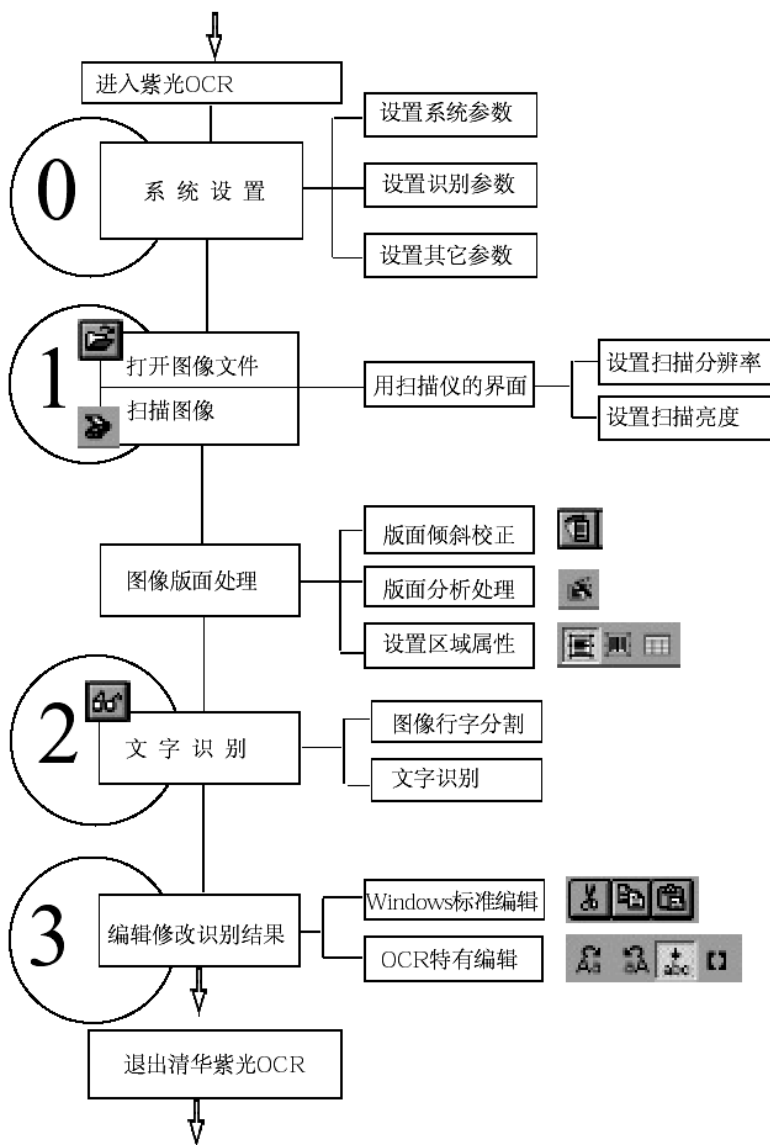 进入紫光OCR
设置系统参数
0
系统设置
设置识别参数
设置其它参数
1
打开图像文件
扫描图像
用扫描仪的界面
设置扫描分辨率
设置扫描亮度
版面倾斜校正
图像版面处理
版面分析处理
设置区域属性
2
文字识别
图像行字分割
文字识别
3
编辑修改识别结果
Windows标准编辑
OCR特有编辑
Aa
aA
abc
退出清华紫光OCR